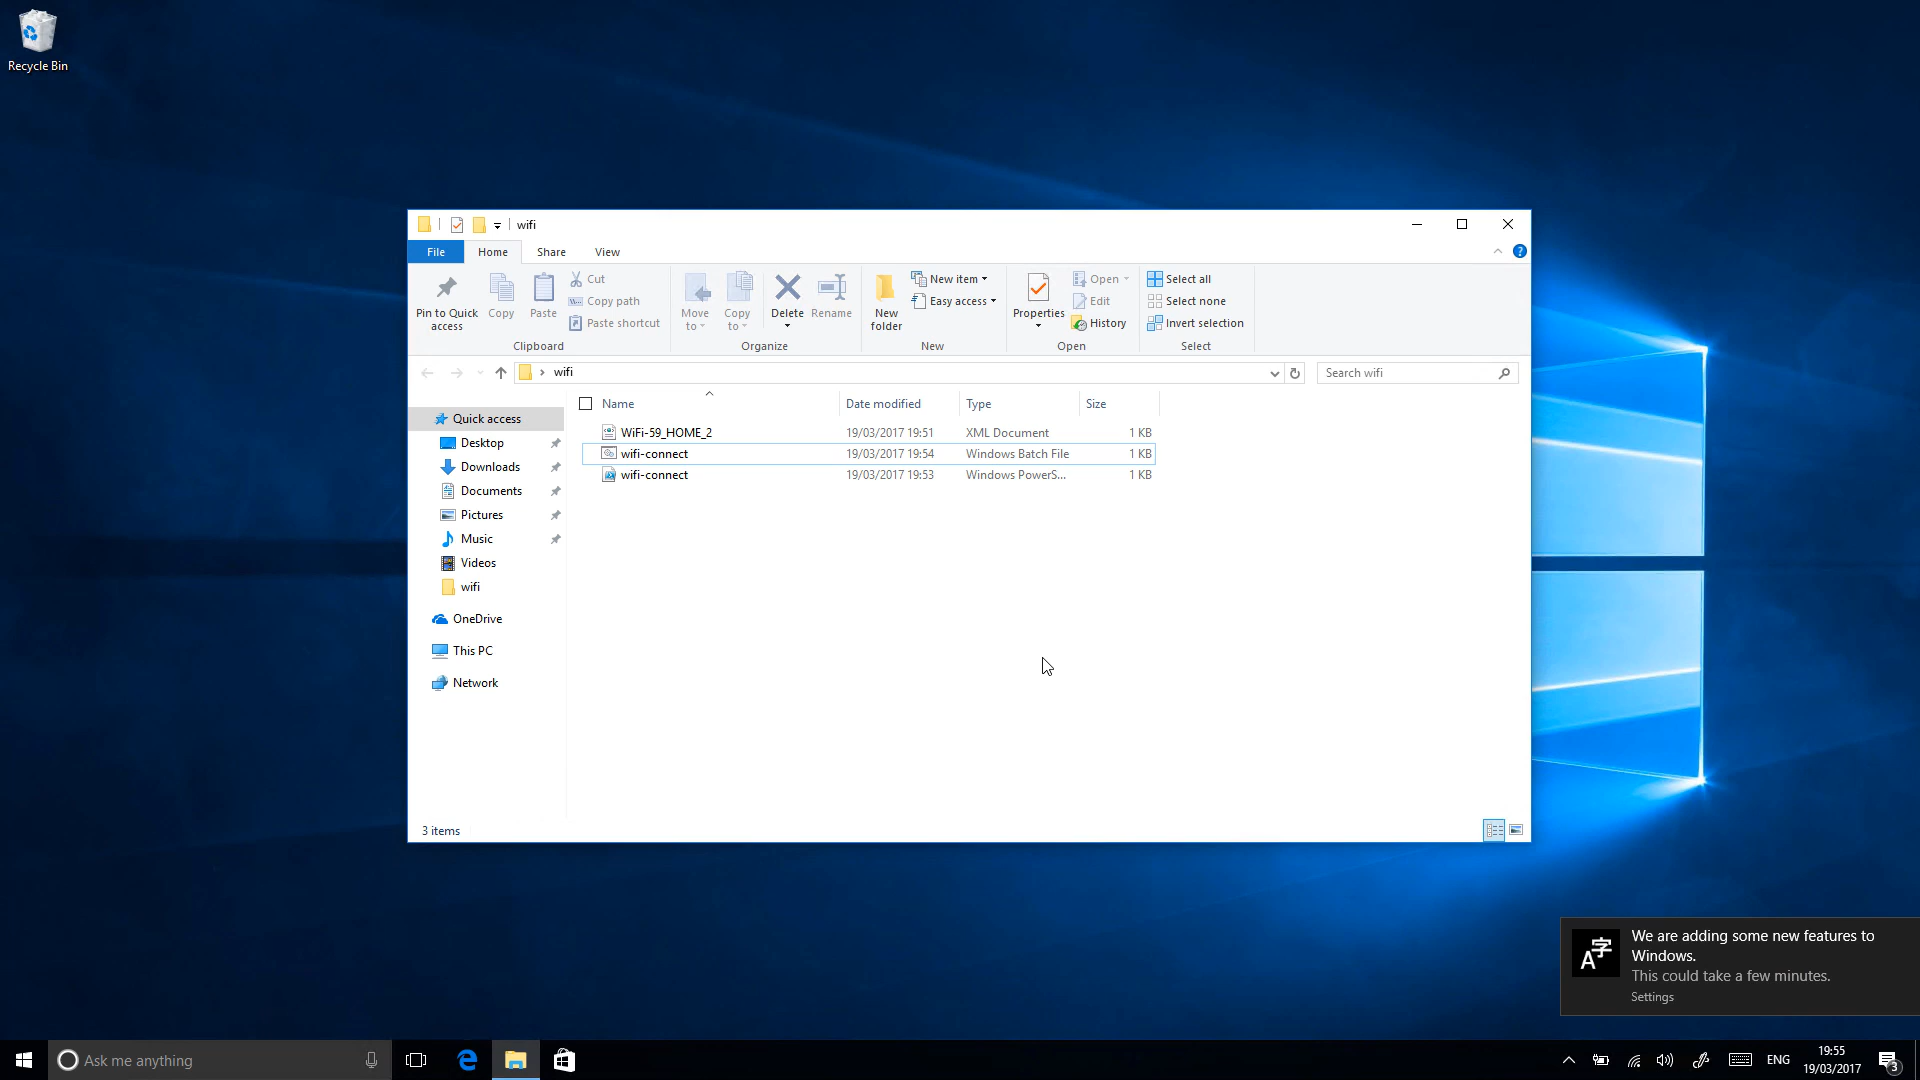 Recycle Bin
wifi
File Home Share View
Pin to Quick access
Copy
Paste
Cut
Copy path
Paste shortcut
Clipboard
Move to
Copy to
Delete
Rename
Organize
New folder
New item
Easy access
New
Properties
Open
Edit
History
Open
Select all
Select none
Invert selection
Select
wifi
Search wifi
Name Date modified Type Size
WiFi-59_HOME_2 19/03/2017 19:51 XML Document 1 KB
wifi-connect 19/03/2017 19:54 Windows Batch File 1 KB
wifi-connect 19/03/2017 19:53 Windows PowerS... 1 KB
Quick access
Desktop
Downloads
Documents
Pictures
Music
Videos
wifi
OneDrive
This PC
Network
3 items
We are adding some new features to
Windows.
This could take a few minutes.
Settings
Ask me anything
ENG
19:55
19/03/2017
3